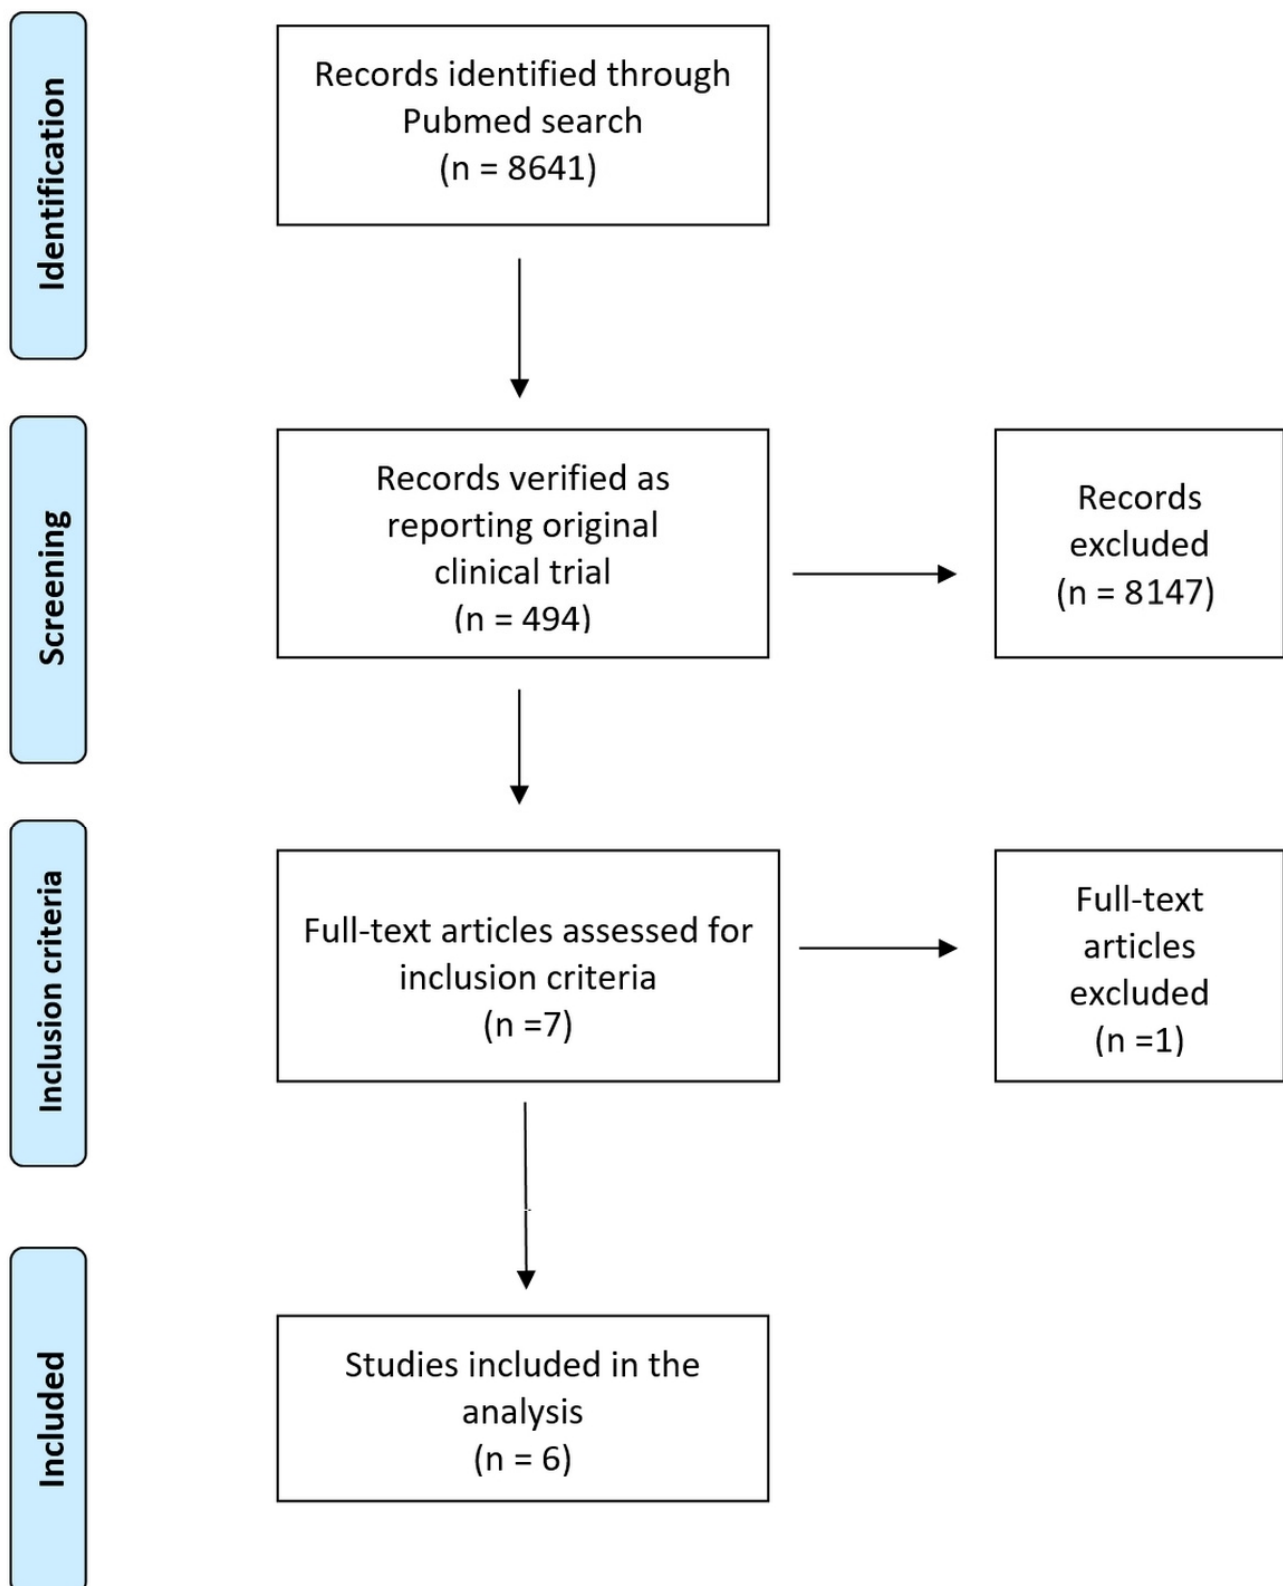 Identification
Records identified through
Pubmed search
(n = 8641)
Screening
Records verified as
reporting original
clinical trial
(n = 494)
Records
excluded
(n = 8147)
Inclusion criteria
Full-text articles assessed for
inclusion criteria
(n =7)
Full-text
articles
excluded
(n =1)
Included
Studies included in the
analysis
(n = 6)